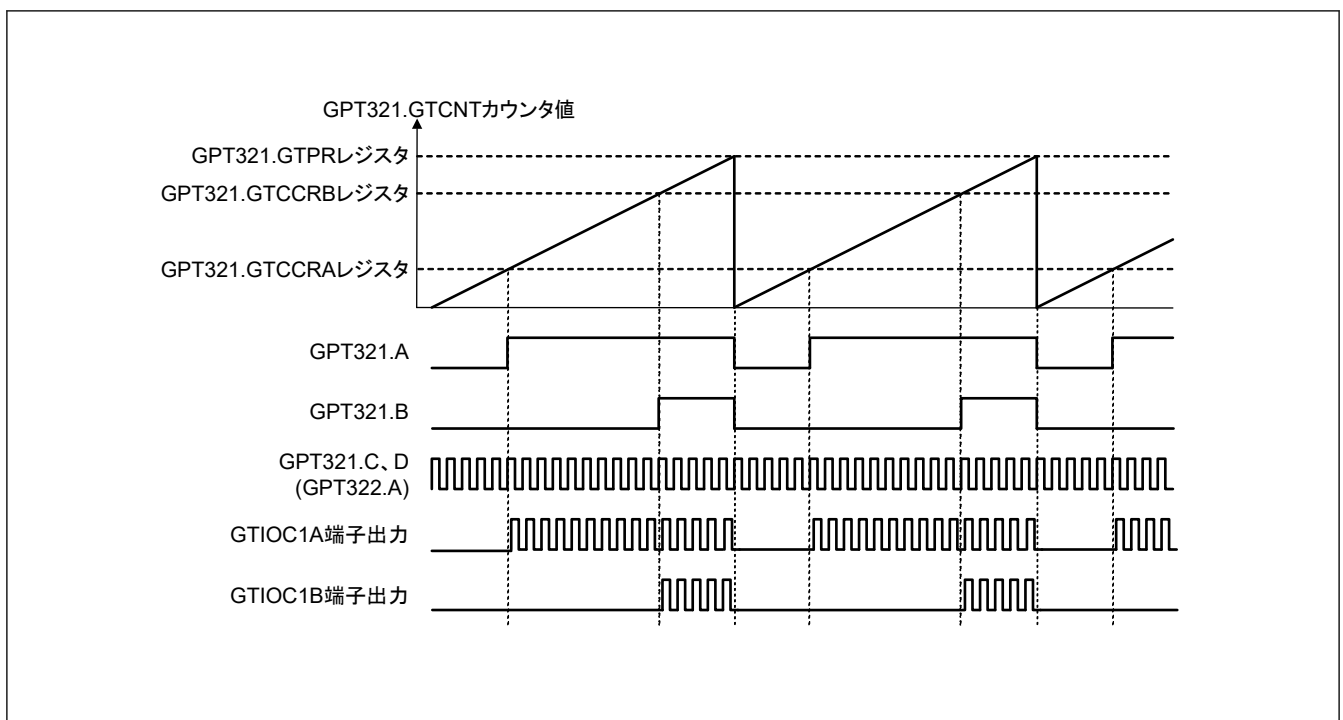 GPT321.GTCNTカウンタ値
GPT321.GTPRレジスタ
GPT321.GTCCRBレジスタ
GPT321.GTCCRAレジスタ
GPT321.A
GPT321.B
GPT321.C、D
(GPT322.A)
GTIOC1A端子出力
GTIOC1B端子出力